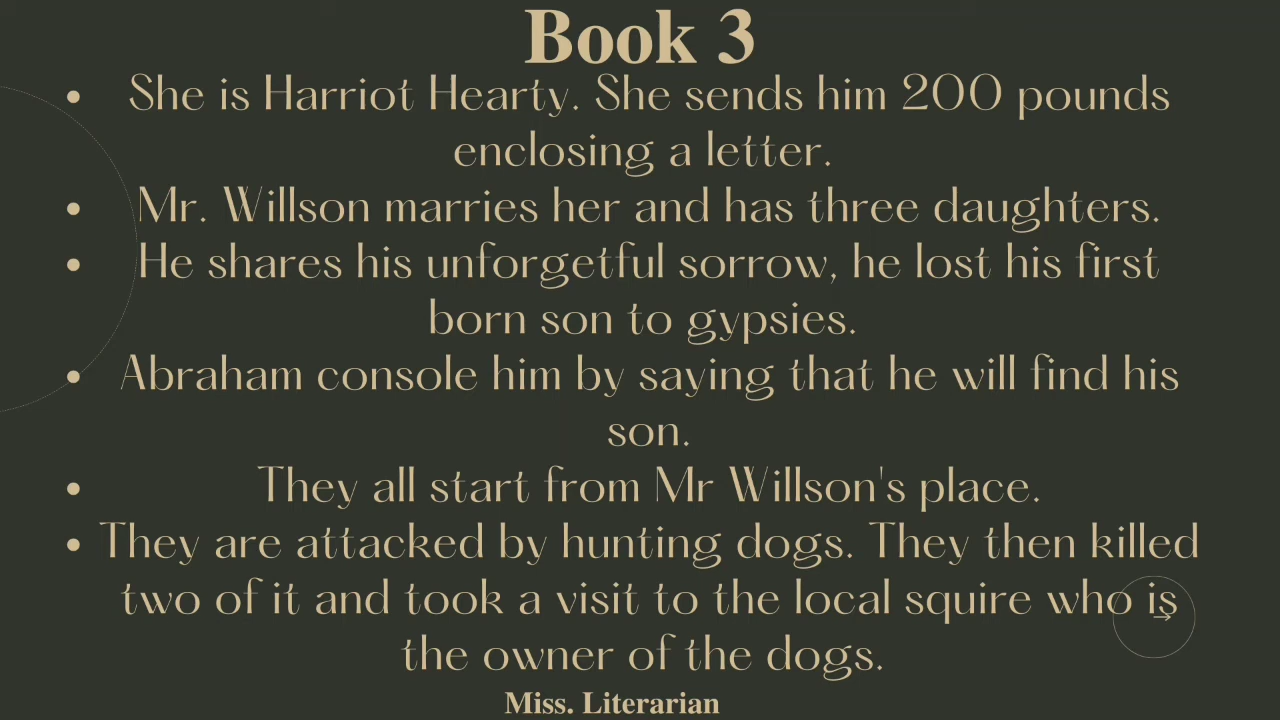 Book 3
• She is Harriot Hearty. She sends him 200 pounds
enclosing a letter.
• Mr. Willson marries her and has three daughters.
• He shares his unforgetful sorrow, he lost his first
born son to gypsies.
• Abraham console him by saying that he will find his
son.
• They all start from Mr Willson's place.
• They are attacked by hunting dogs. They then killed
two of it and took a visit to the local squire who is
the owner of the dogs.
Miss. Literarian